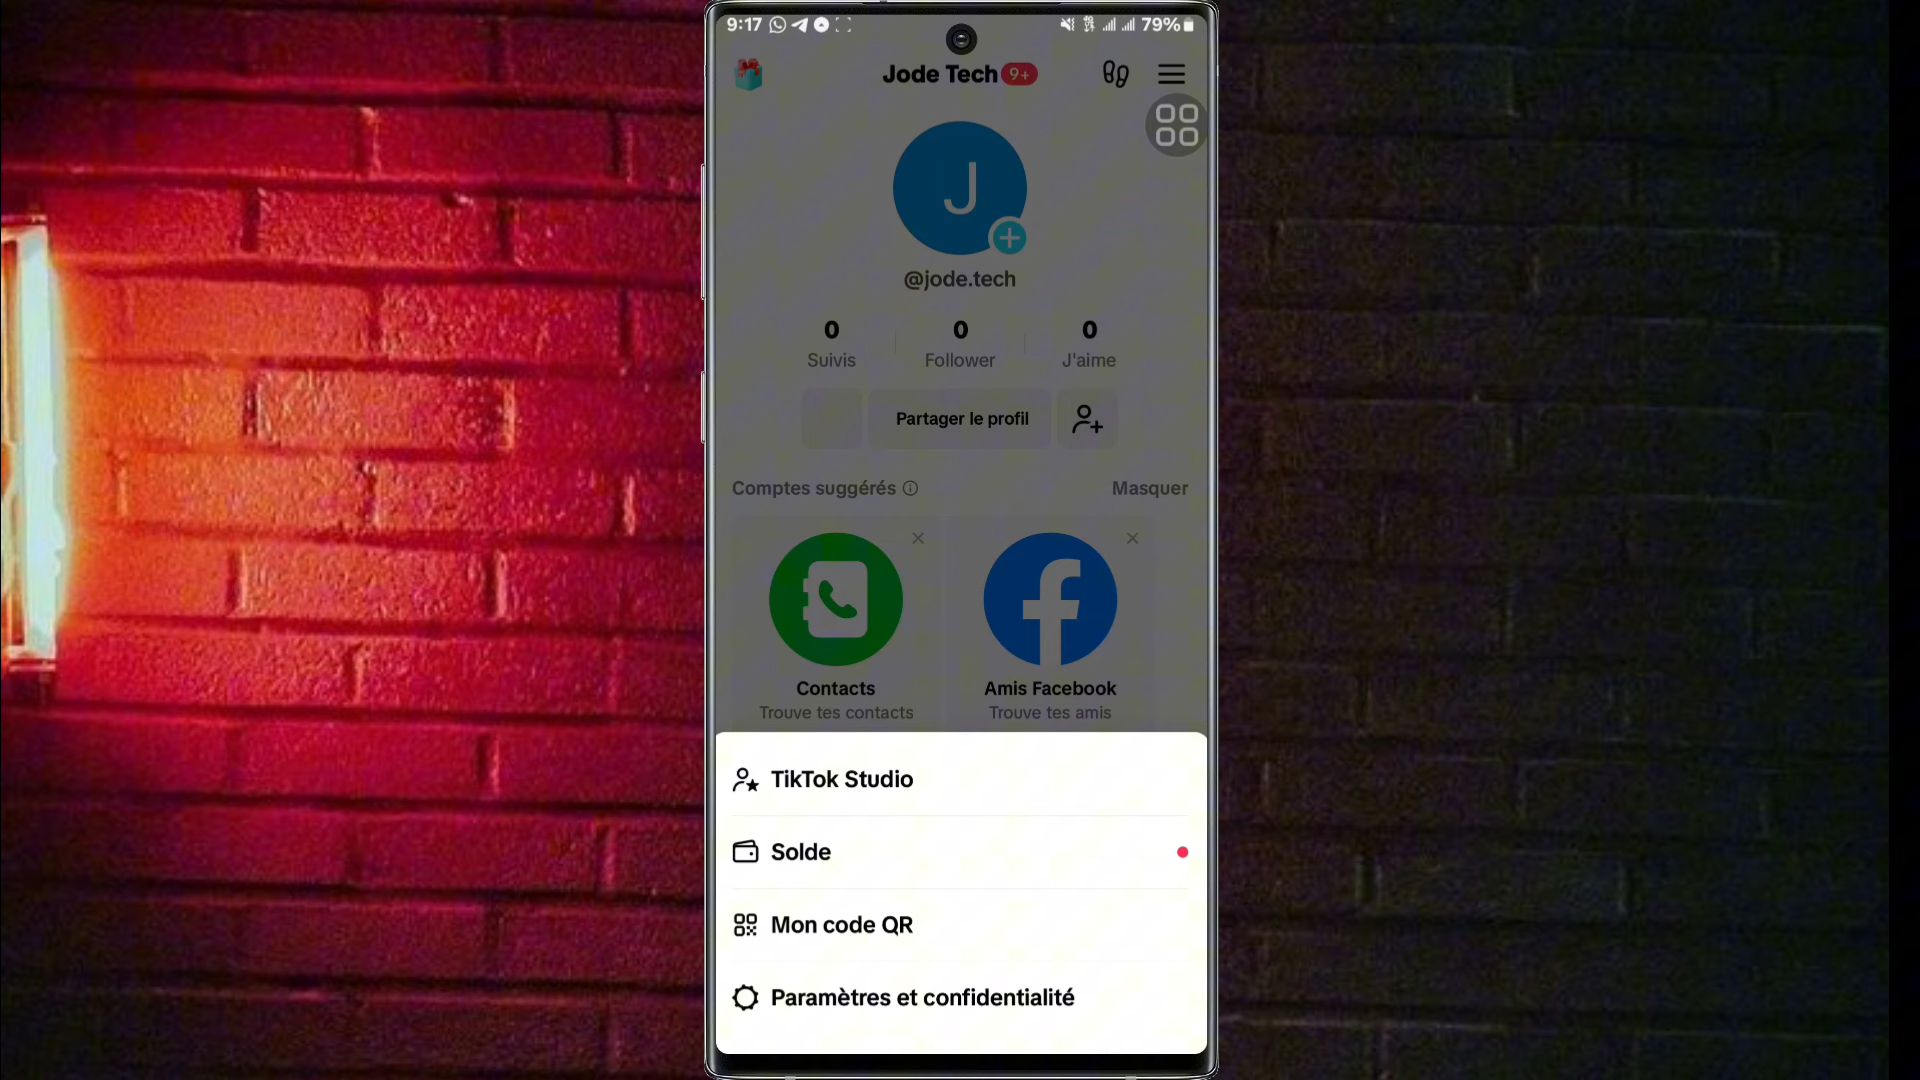 9:17
79%
Jode Tech 9+
J
@jode.tech
0 0 0
Suivis Follower J'aime
Partager le profil
Comptes suggérés Masquer
Contacts Amis Facebook
Trouve tes contacts Trouve tes amis
TikTok Studio
Solde
Mon code QR
Paramètres et confidentialité